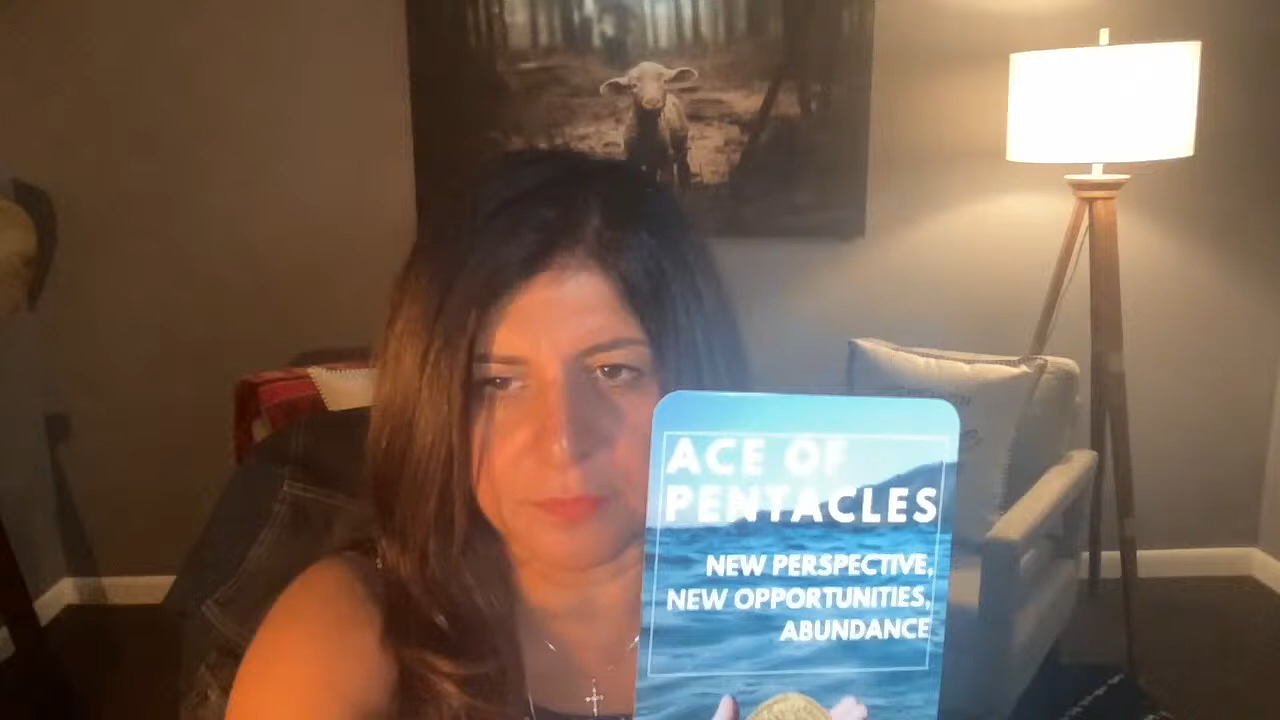 ACE OF
PENTACLES
NEW PERSPECTIVE,
NEW OPPORTUNITIES,
ABUNDANCE